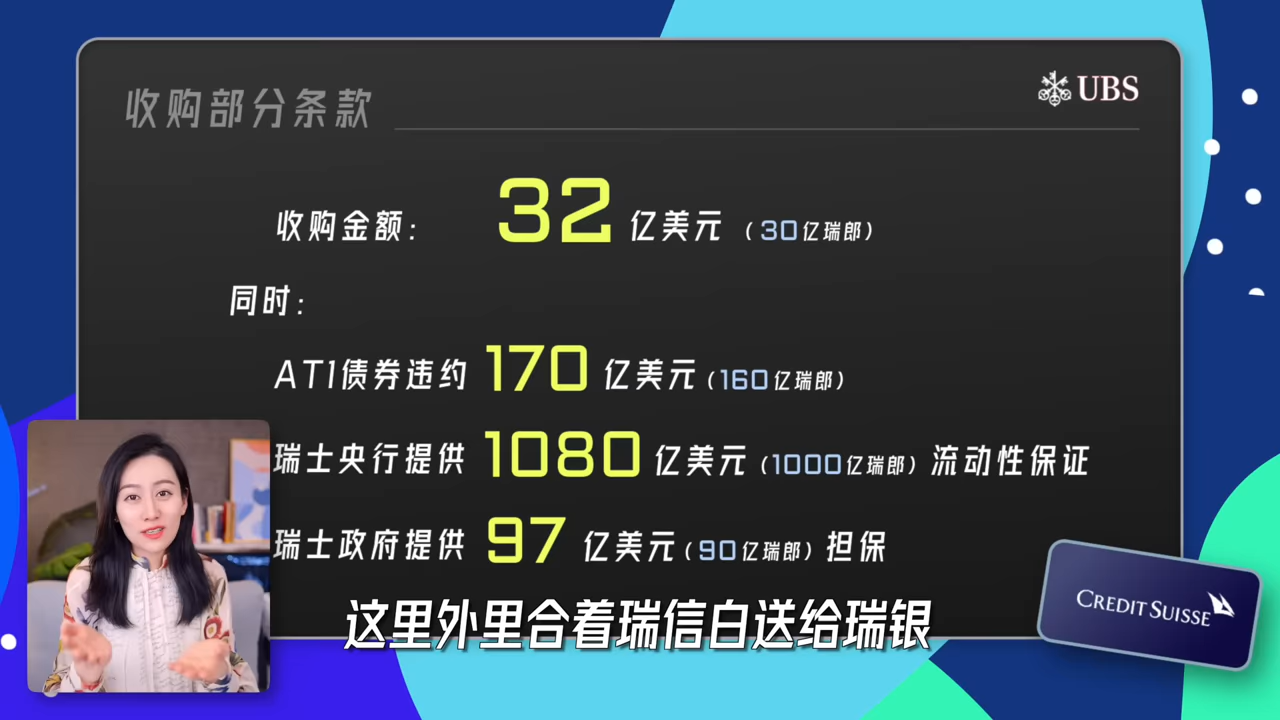 收购部分条款
UBS
收购金额: 32 亿美元 (30亿瑞郎)
同时:
AT1债券违约 170 亿美元 (160亿瑞郎)
瑞士央行提供 1080 亿美元 (1000亿瑞郎) 流动性保证
瑞士政府提供 97 亿美元 (90亿瑞郎) 担保
CREDIT SUISSE
这里外里合着瑞信白送给瑞银